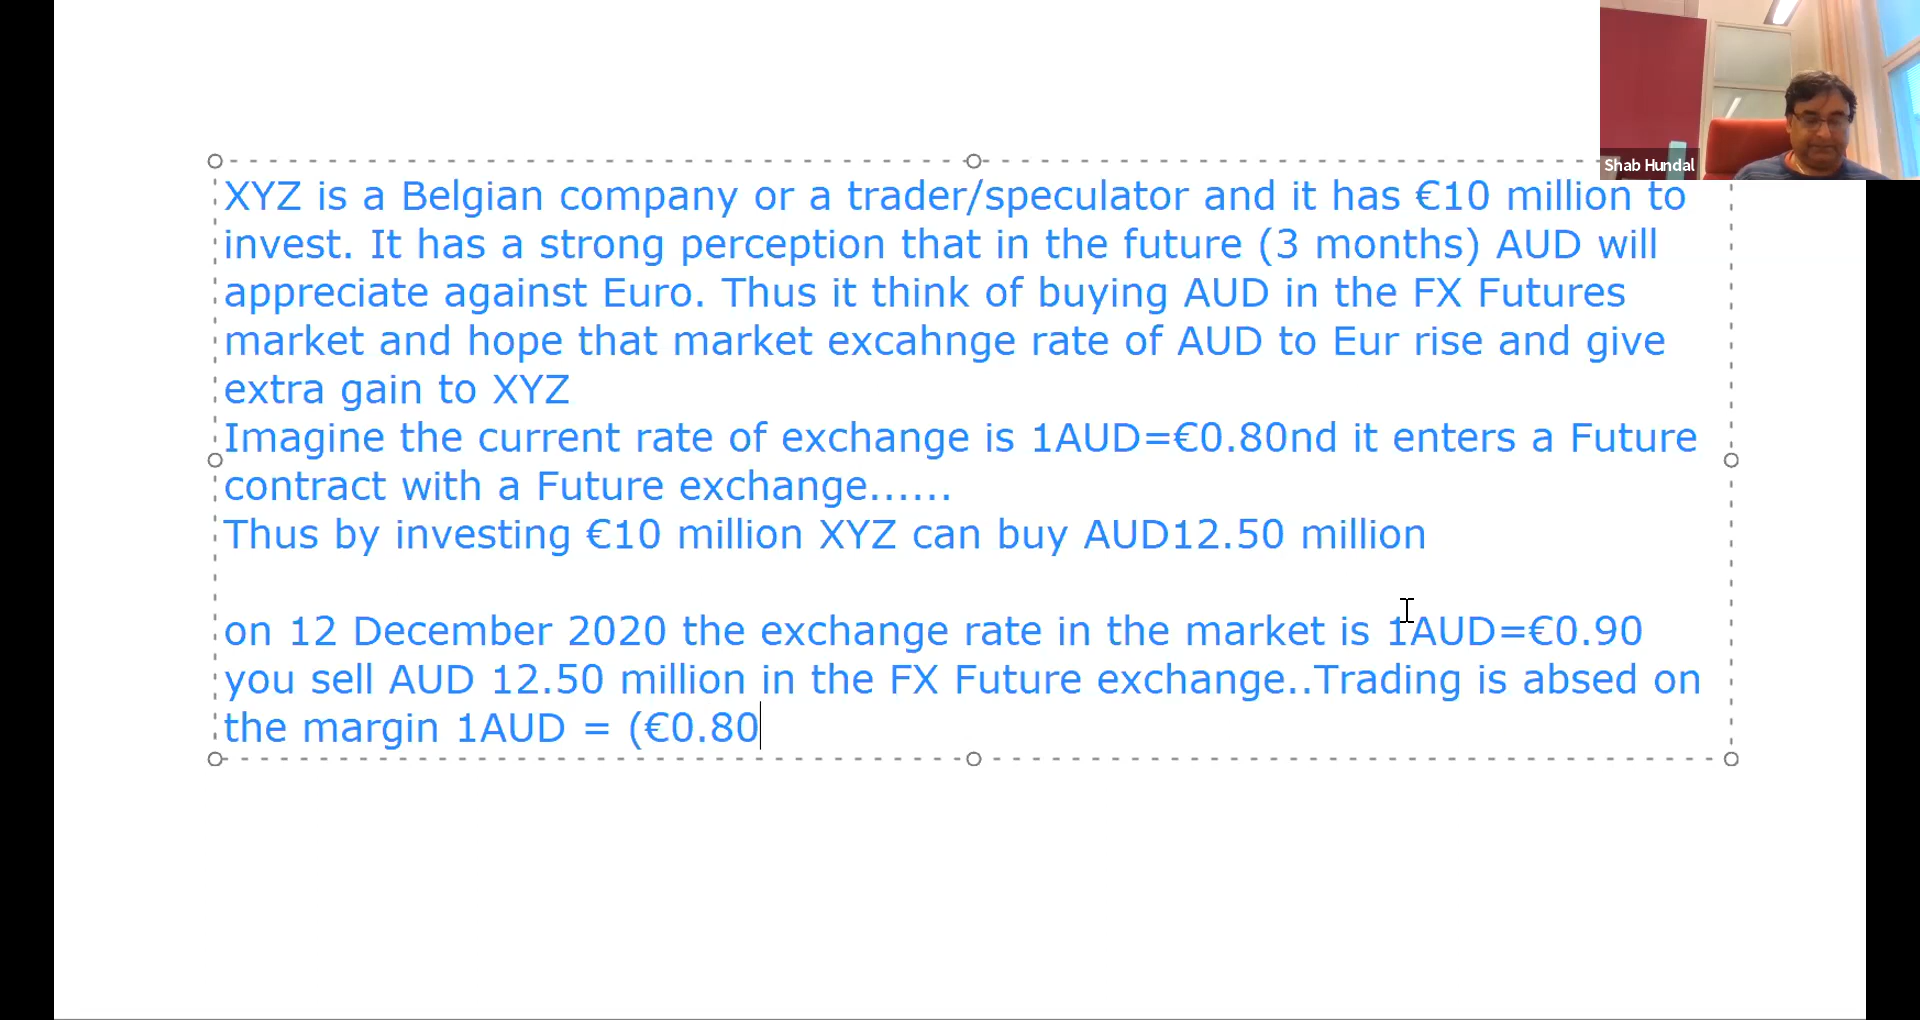 Shab Hundal
XYZ is a Belgian company or a trader/speculator and it has €10 million to
invest. It has a strong perception that in the future (3 months) AUD will
appreciate against Euro. Thus it think of buying AUD in the FX Futures
market and hope that market excahnge rate of AUD to Eur rise and give
extra gain to XYZ
Imagine the current rate of exchange is 1AUD=€0.80nd it enters a Future
contract with a Future exchange......
Thus by investing €10 million XYZ can buy AUD12.50 million
on 12 December 2020 the exchange rate in the market is 1AUD=€0.90
you sell AUD 12.50 million in the FX Future exchange..Trading is absed on
the margin 1AUD = (€0.80